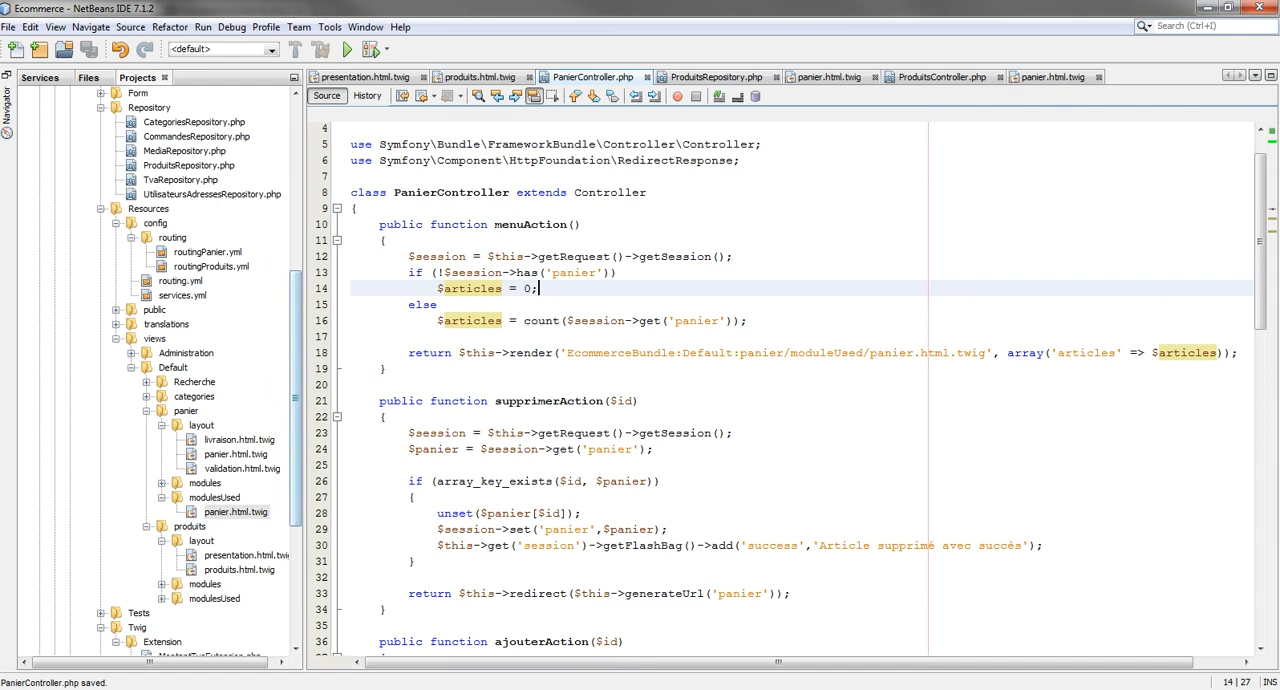 Ecommerce - NetBeans IDE 7.1.2
File Edit View Navigate Source Refactor Run Debug Profile Team Tools Window Help
Search (Ctrl+I)
<default>
Navigator
Services Files Projects
Form
Repository
CategoriesRepository.php
CommandesRepository.php
MediaRepository.php
ProduitsRepository.php
TvaRepository.php
UtilisateursAdressesRepository.php
Resources
config
routing
routingPanier.yml
routingProduits.yml
routing.yml
services.yml
public
translations
views
Administration
Default
Recherche
categories
panier
layout
livraison.html.twig
panier.html.twig
validation.html.twig
modules
modulesUsed
panier.html.twig
produits
layout
presentation.html.twig
produits.html.twig
modules
modulesUsed
Tests
Twig
Extension
presentation.html.twig produits.html.twig PanierController.php ProduitsRepository.php panier.html.twig ProduitsController.php panier.html.twig
Source History
4
5 use Symfony\Bundle\FrameworkBundle\Controller\Controller;
6 use Symfony\Component\HttpFoundation\RedirectResponse;
7
8 class PanierController extends Controller
9 {
10 public function menuAction()
11 {
12 $session = $this->getRequest()->getSession();
13 if (!$session->has('panier'))
14 $articles = 0;
15 else
16 $articles = count($session->get('panier'));
17
18 return $this->render('EcommerceBundle:Default:panier/moduleUsed/panier.html.twig', array('articles' => $articles));
19 }
20
21 public function supprimerAction($id)
22 {
23 $session = $this->getRequest()->getSession();
24 $panier = $session->get('panier');
25
26 if (array_key_exists($id, $panier))
27 {
28 unset($panier[$id]);
29 $session->set('panier',$panier);
30 $this->get('session')->getFlashBag()->add('success','Article supprimé avec succès');
31 }
32
33 return $this->redirect($this->generateUrl('panier'));
34 }
35
36 public function ajouterAction($id)
PanierController.php saved.
14 | 27 INS